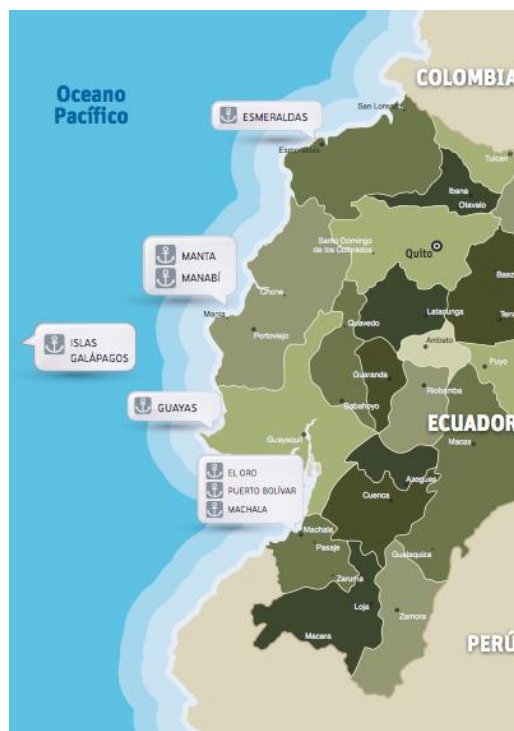 COLOMBIA
Oceano
Pacífico
San Lorenzo
ESMERALDAS
Esmeraldas
Tulcan
Ibarra
Otavalo
Santo Domingo
de los Colorados
Quito
MANTA
MANABÍ
Baeza
Chone
Manta
Latacunga
Tena
Quevedo
Portoviejo
Ambato
ISLAS
GALÁPAGOS
Puyo
Guaranda
Riobamba
Babahoyo
GUAYAS
ECUADOR
Guayaquil
Macas
EL ORO
PUERTO BOLÍVAR
MACHALA
Azogues
Cuenca
Machala
Pasaje
Gualaquiza
Zaruma
Loja
Zamora
Macara
PERÚ